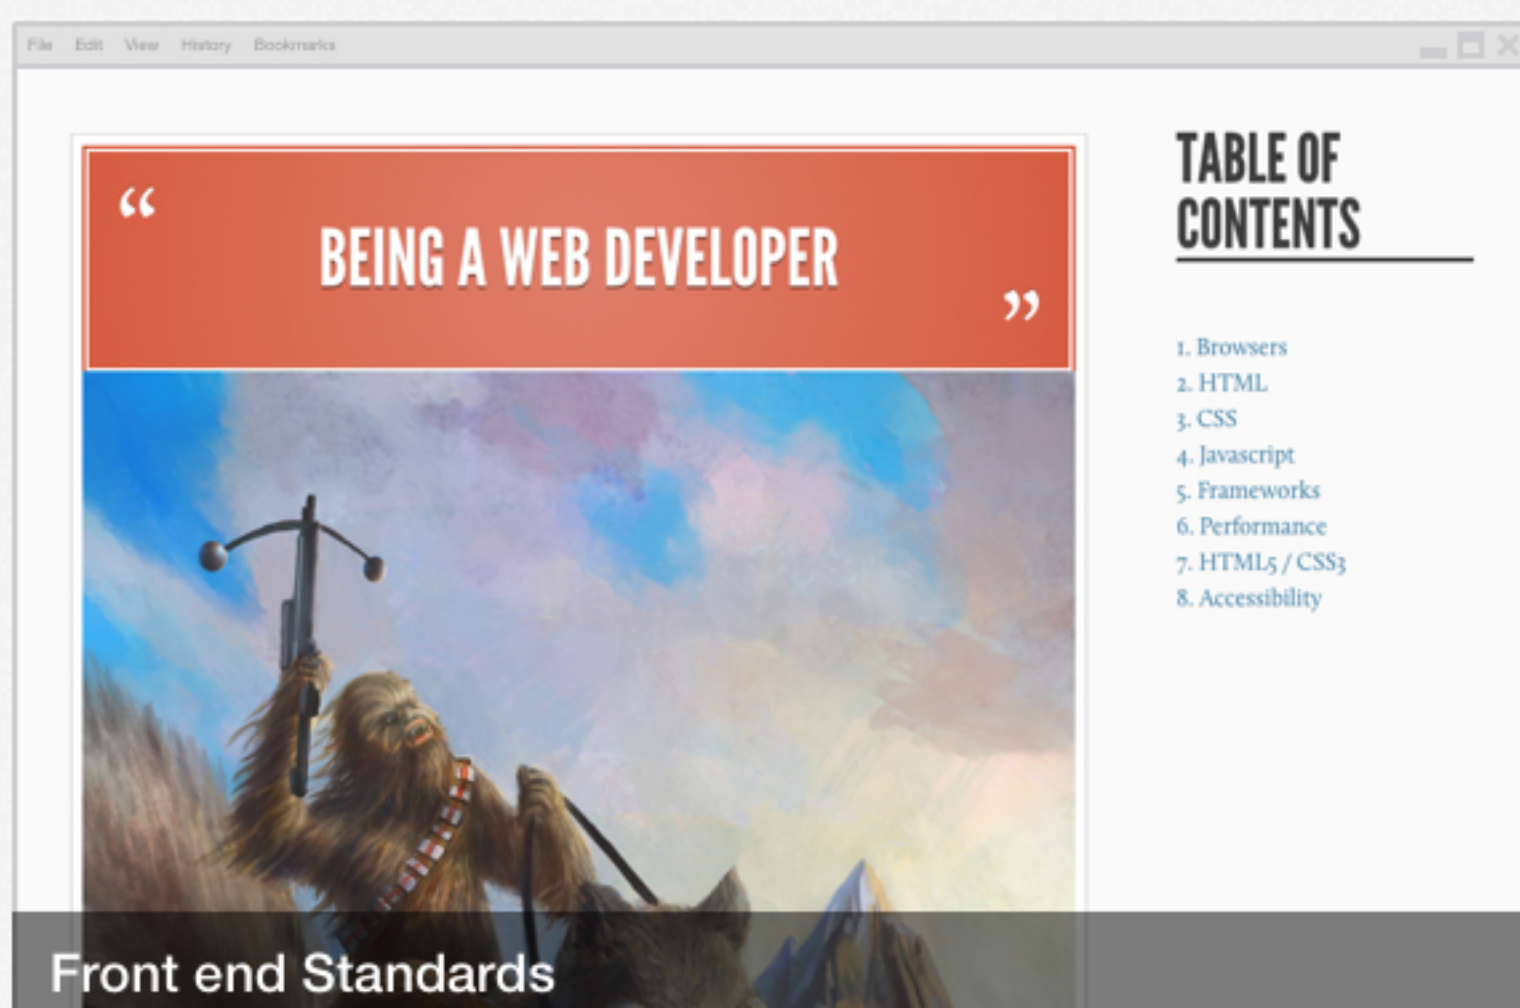 File Edit View History Bookmarks
“
BEING A WEB DEVELOPER
”
TABLE OF
CONTENTS
1. Browsers
2. HTML
3. CSS
4. Javascript
5. Frameworks
6. Performance
7. HTML5 / CSS3
8. Accessibility
Front end Standards